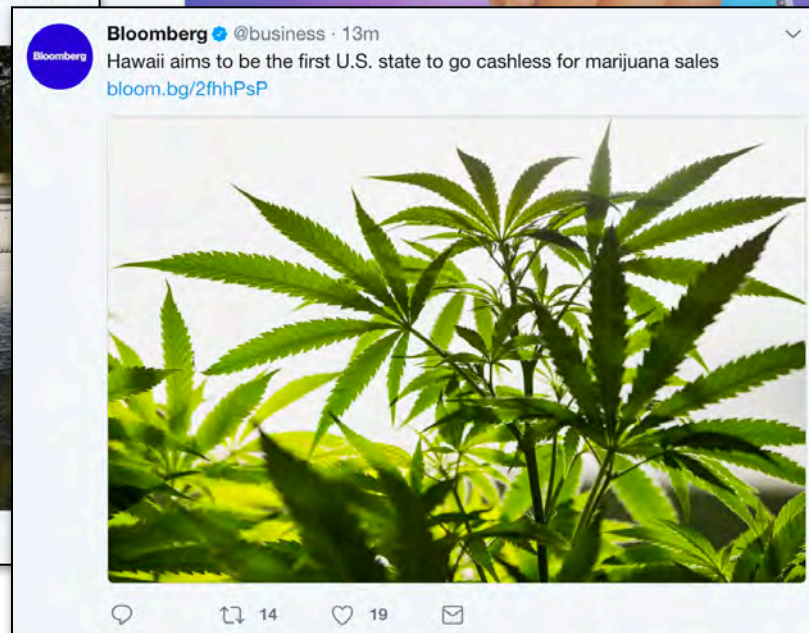 Bloomberg
Bloomberg @business · 13m
Hawaii aims to be the first U.S. state to go cashless for marijuana sales
bloom.bg/2fhhPsP
14 19